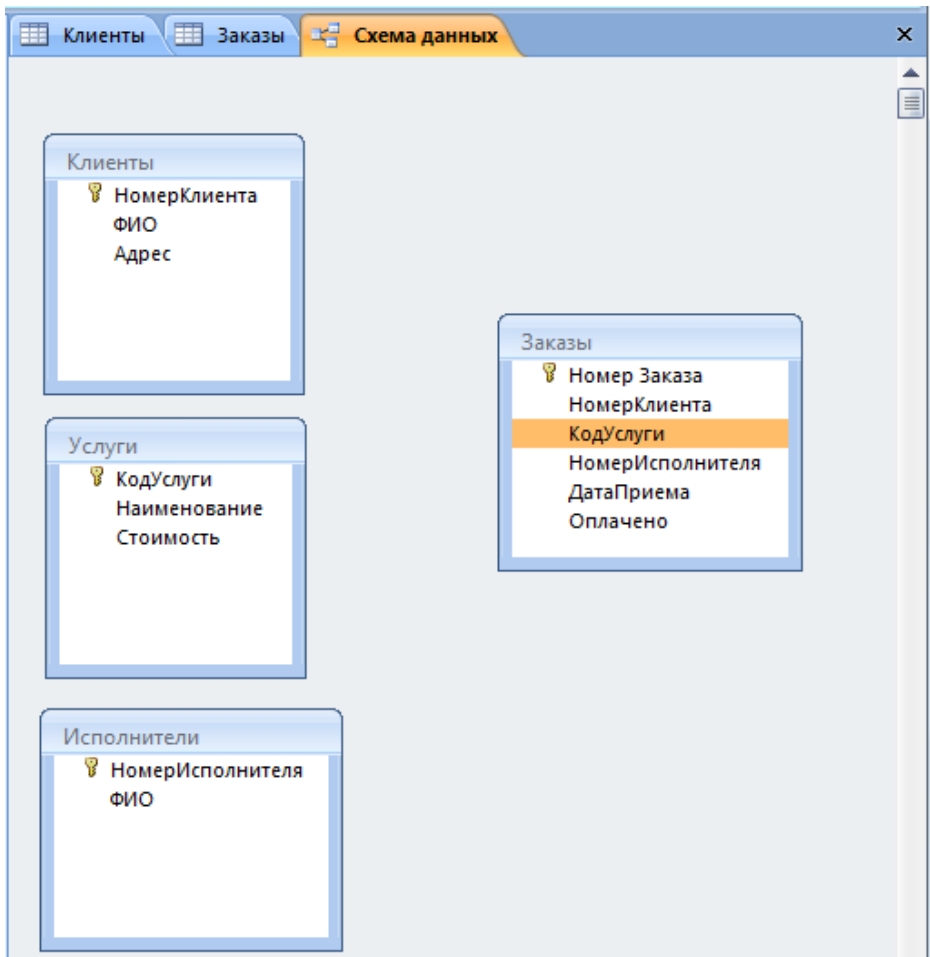 Клиенты Заказы Схема данных
Клиенты
НомерКлиента
ФИО
Адрес
Заказы
Номер Заказа
НомерКлиента
КодУслуги
НомерИсполнителя
ДатаПриема
Оплачено
Услуги
КодУслуги
Наименование
Стоимость
Исполнители
НомерИсполнителя
ФИО